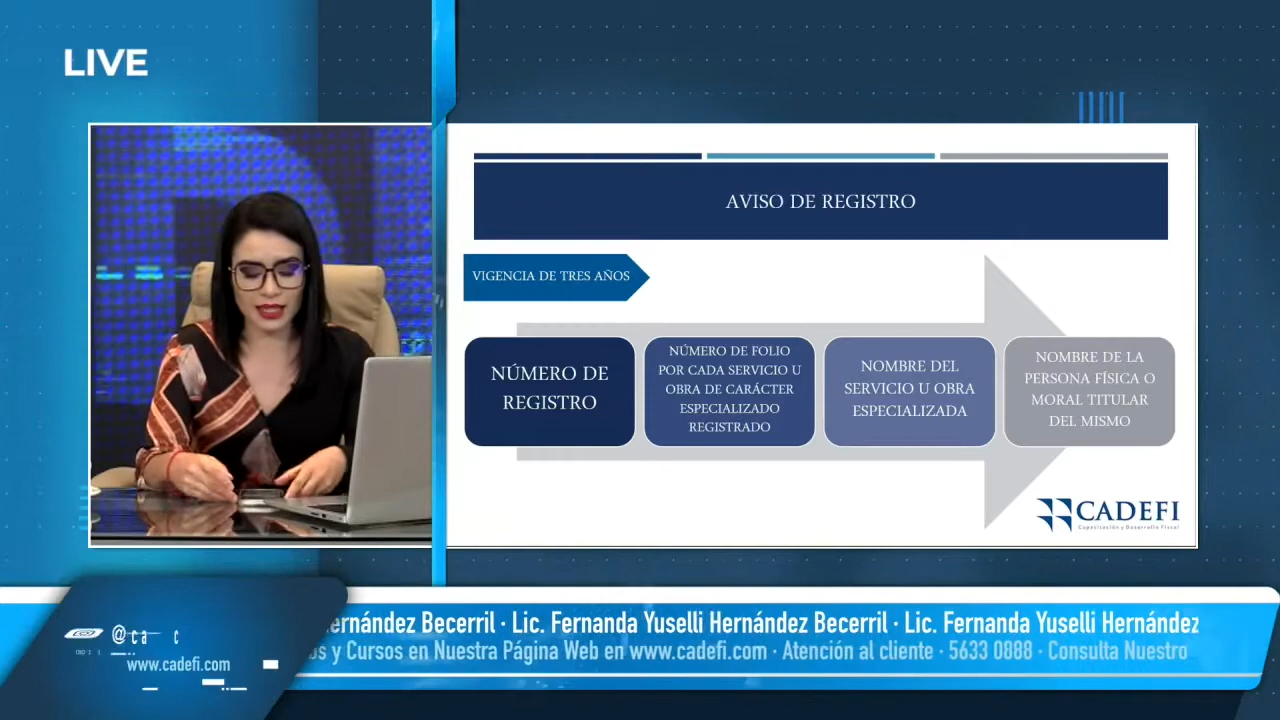 LIVE
AVISO DE REGISTRO
VIGENCIA DE TRES AÑOS
NÚMERO DE
REGISTRO
NÚMERO DE FOLIO
POR CADA SERVICIO U
OBRA DE CARÁCTER
ESPECIALIZADO
REGISTRADO
NOMBRE DEL
SERVICIO U OBRA
ESPECIALIZADA
NOMBRE DE LA
PERSONA FÍSICA O
MORAL TITULAR
DEL MISMO
CADEFI
Capacitación y Desarrollo Fiscal
ernández Becerril · Lic. Fernanda Yuselli Hernández Becerril · Lic. Fernanda Yuselli Hernández
os y Cursos en Nuestra Página Web en www.cadefi.com · Atención al cliente · 5633 0888 · Consulta Nuestro
www.cadefi.com